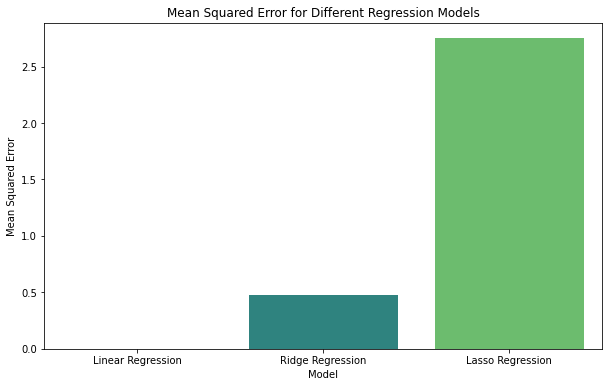 Mean Squared Error for Different Regression Models
Mean Squared Error
2.5
2.0
1.5
1.0
0.5
0.0
Linear Regression
Ridge Regression
Lasso Regression
Model